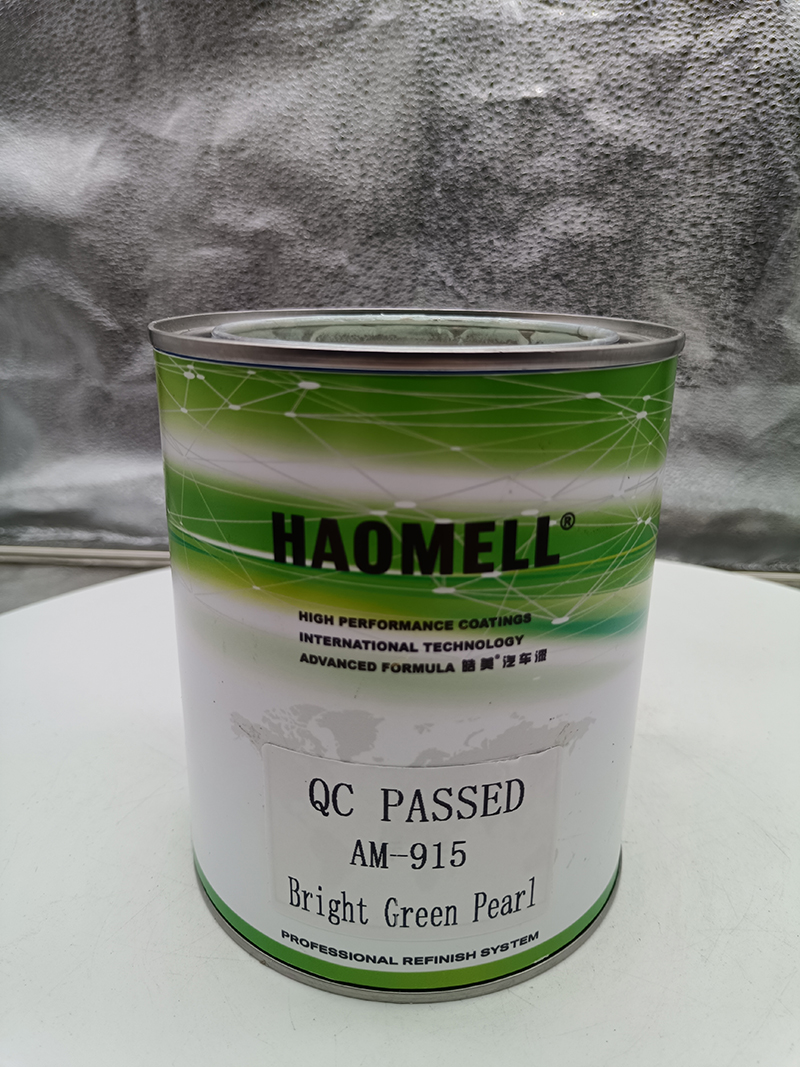 HAOMELL®
HIGH PERFORMANCE COATINGS
INTERNATIONAL TECHNOLOGY
ADVANCED FORMULA 皓美®汽车漆
QC PASSED
AM-915
Bright Green Pearl
PROFESSIONAL REFINISH SYSTEM